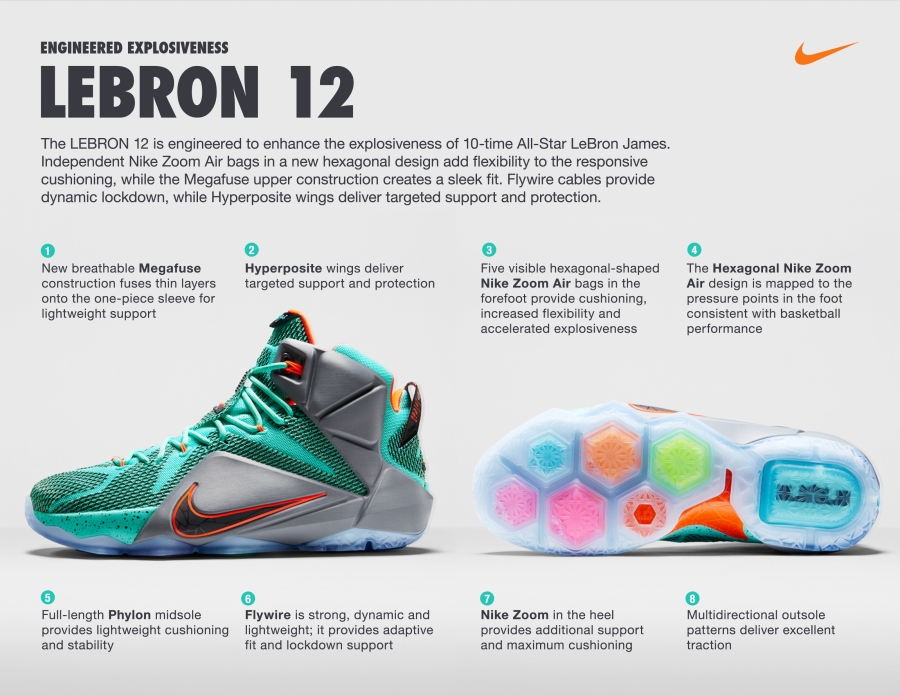 ENGINEERED EXPLOSIVENESS
LEBRON 12
The LEBRON 12 is engineered to enhance the explosiveness of 10-time All-Star LeBron James.
Independent Nike Zoom Air bags in a new hexagonal design add flexibility to the responsive
cushioning, while the Megafuse upper construction creates a sleek fit. Flywire cables provide
dynamic lockdown, while Hyperposite wings deliver targeted support and protection.
1
New breathable Megafuse
construction fuses thin layers
onto the one-piece sleeve for
lightweight support
2
Hyperposite wings deliver
targeted support and protection
3
Five visible hexagonal-shaped
Nike Zoom Air bags in the
forefoot provide cushioning,
increased flexibility and
accelerated explosiveness
4
The Hexagonal Nike Zoom
Air design is mapped to the
pressure points in the foot
consistent with basketball
performance
5
Full-length Phylon midsole
provides lightweight cushioning
and stability
6
Flywire is strong, dynamic and
lightweight; it provides adaptive
fit and lockdown support
7
Nike Zoom in the heel
provides additional support
and maximum cushioning
8
Multidirectional outsole
patterns deliver excellent
traction